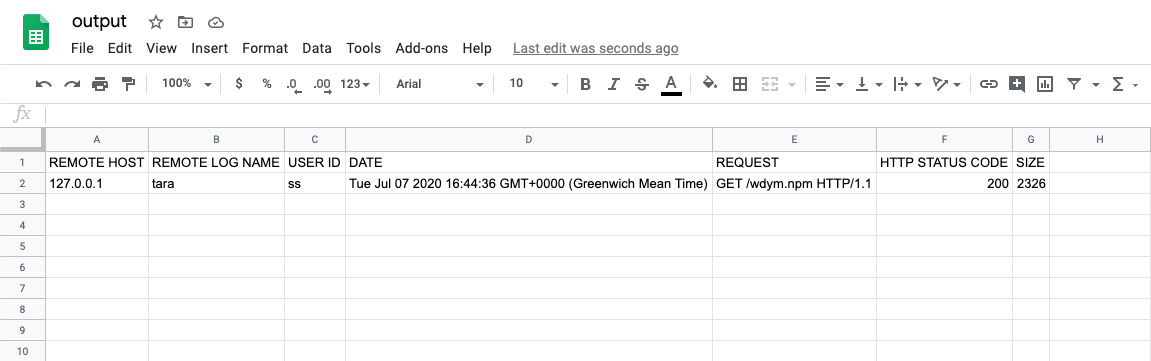 output
File Edit View Insert Format Data Tools Add-ons Help Last edit was seconds ago
100% $ % .0 .00 123 Arial 10 B I S A Σ
fx
A B C D E F G H
1 REMOTE HOST REMOTE LOG NAME USER ID DATE REQUEST HTTP STATUS CODE SIZE
2 127.0.0.1 tara ss Tue Jul 07 2020 16:44:36 GMT+0000 (Greenwich Mean Time) GET /wdym.npm HTTP/1.1 200 2326
3
4
5
6
7
8
9
10